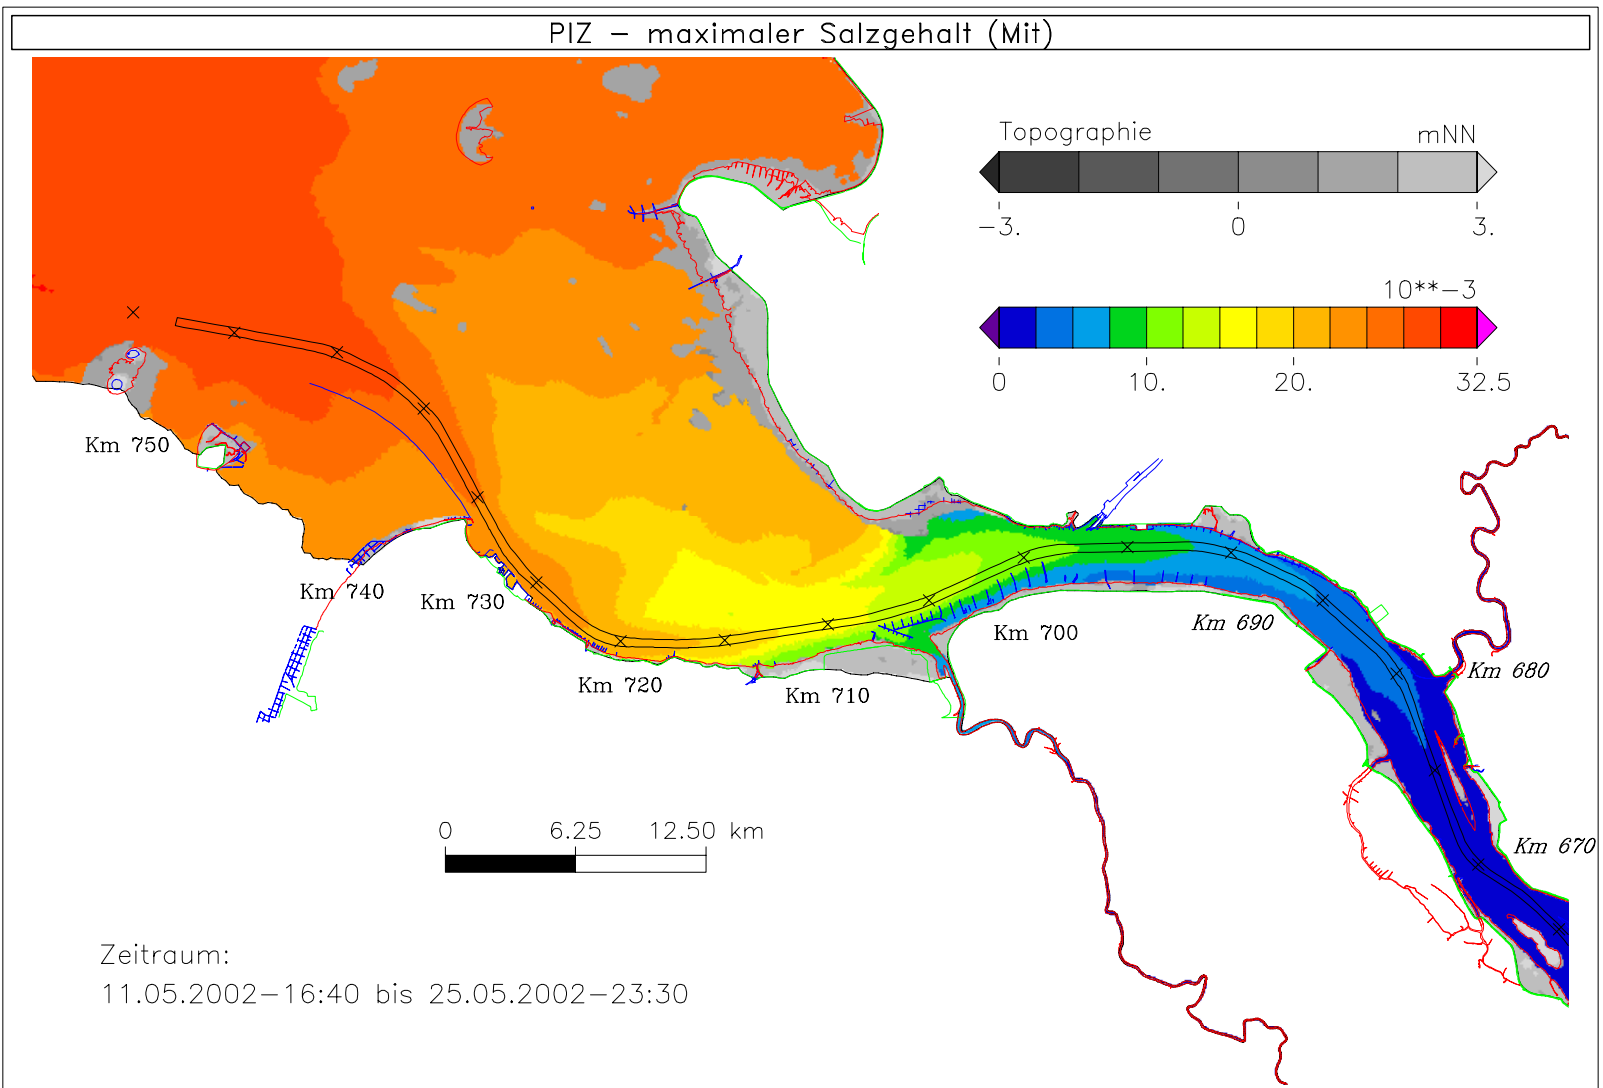 PIZ - maximaler Salzgehalt (Mit)
Topographie mNN
-3. 0 3.
10**-3
0 10. 20. 32.5
Km 750
Km 740
Km 730
Km 720
Km 710
Km 700
Km 690
Km 680
Km 670
0 6.25 12.50 km
Zeitraum:
11.05.2002-16:40 bis 25.05.2002-23:30